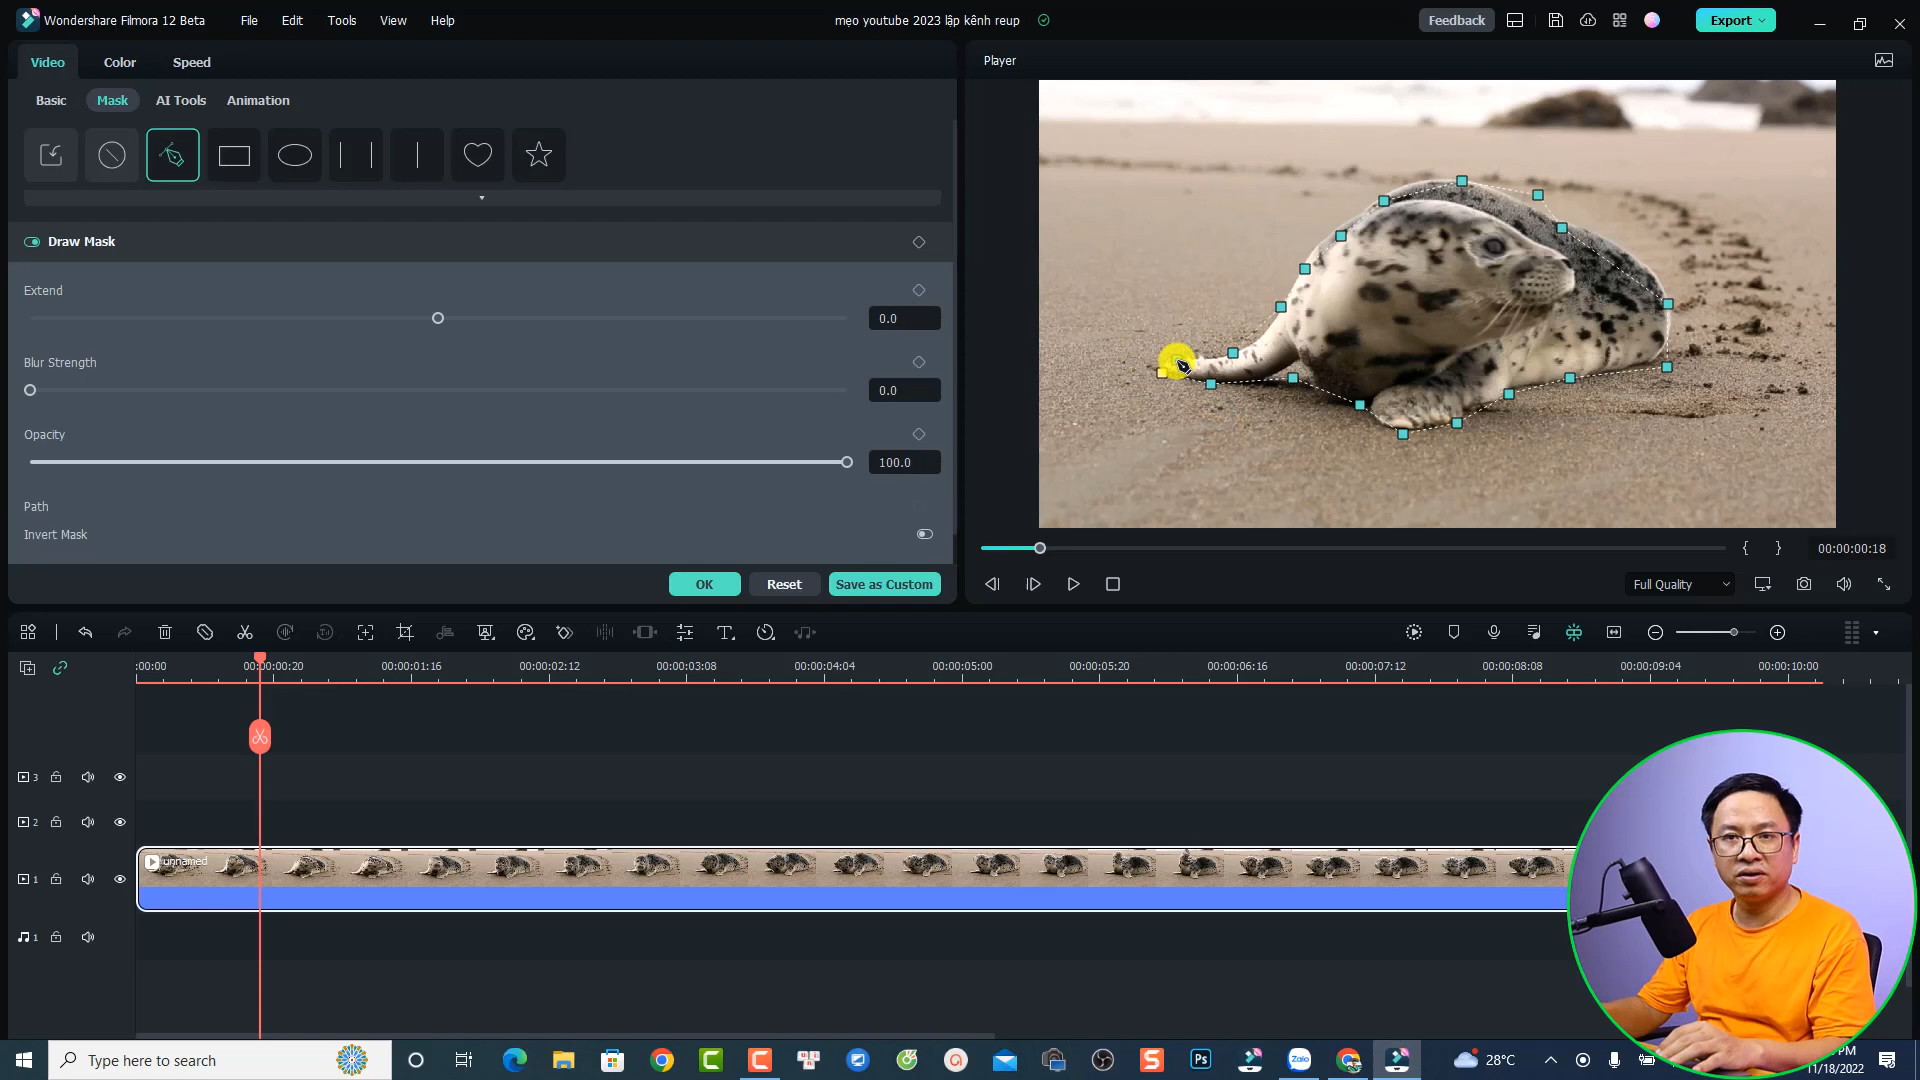 Wondershare Filmora 12 Beta File Edit Tools View Help mẹo youtube 2023 lập kênh reup Feedback Export
Video Color Speed Player
Basic Mask AI Tools Animation
Draw Mask
Extend
0.0
Blur Strength
0.0
Opacity
100.0
Path
Invert Mask
00:00:00:18
OK Reset Save as Custom Full Quality
:00:00 00:00:00:20 00:00:01:16 00:00:02:12 00:00:03:08 00:00:04:04 00:00:05:00 00:00:05:20 00:00:06:16 00:00:07:12 00:00:08:08 00:00:09:04 00:00:10:00
3
2
unnamed
1
1
Type here to search Ps Zalo 28°C PM
11/18/2022